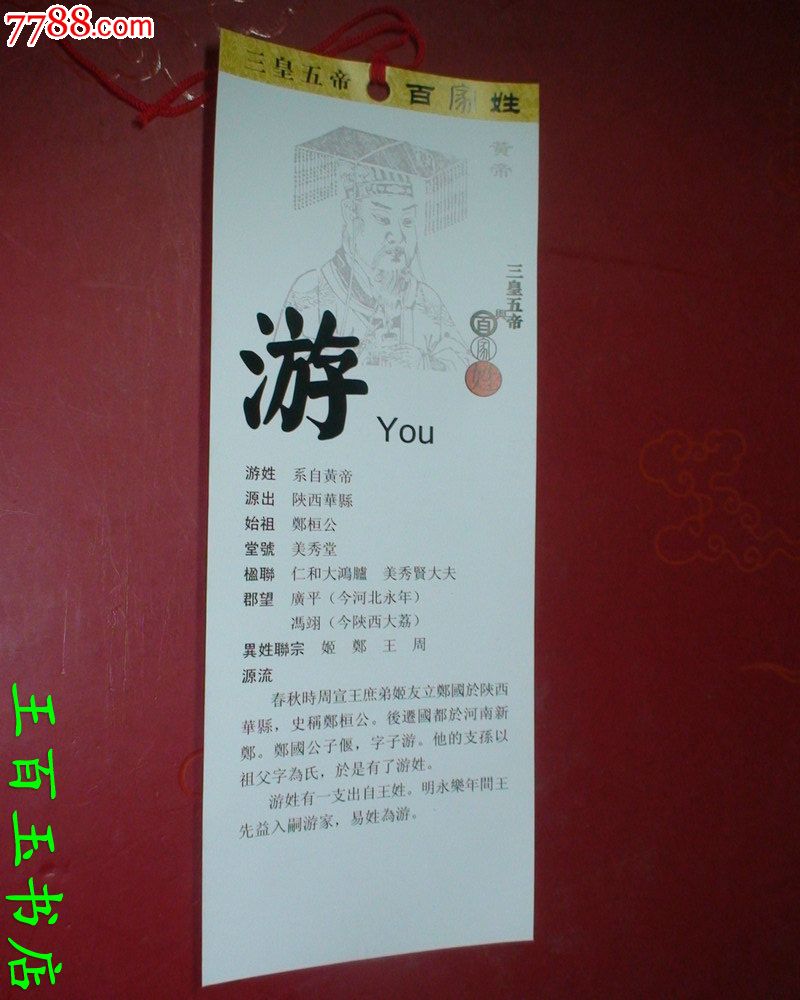 7788.com
三皇五帝 百家姓
黃帝
三皇五帝
與
百家姓
游
You
游姓 系自黃帝
源出 陝西華縣
始祖 鄭桓公
堂號 美秀堂
楹聯 仁和大鴻臚 美秀賢大夫
郡望 廣平（今河北永年）
馮翊（今陝西大荔）
異姓聯宗 姬 鄭 王 周
源流
春秋時周宣王庶弟姬友立鄭國於陝西
華縣，史稱鄭桓公。後遷國都於河南新
鄭。鄭國公子偃，字子游。他的支孫以
祖父字為氏，於是有了游姓。
游姓有一支出自王姓。明永樂年間王
先益入嗣游家，易姓為游。
王百玉书店